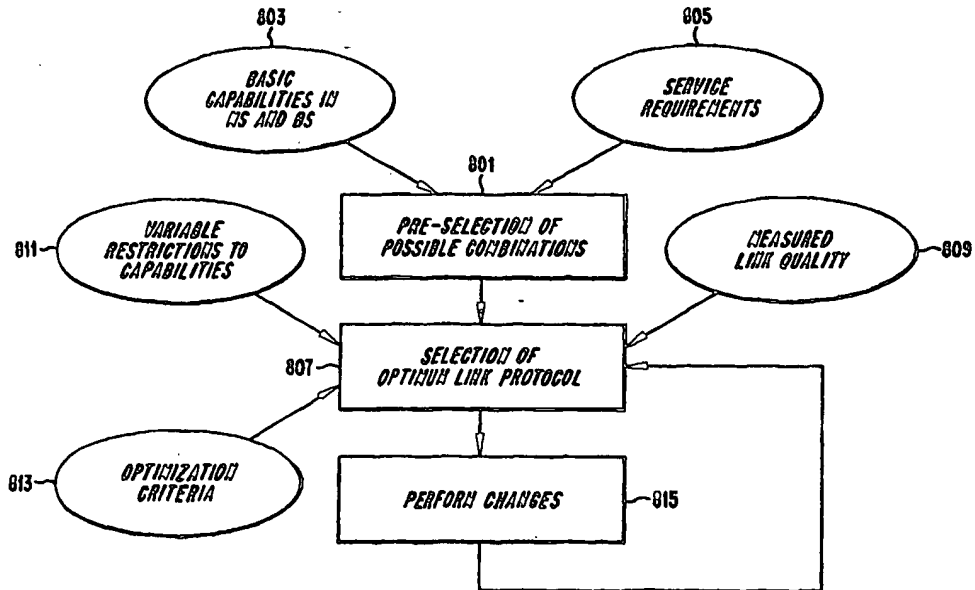 803
805
BASIC
CAPABILITIES IN
MS AND BS
SERVICE
REQUIREMENTS
801
PRE-SELECTION OF
POSSIBLE COMBINATIONS
811
VARIABLE
RESTRICTIONS TO
CAPABILITIES
MEASURED
LINK QUALITY
809
807
SELECTION OF
OPTIMUM LINK PROTOCOL
813
OPTIMIZATION
CRITERIA
PERFORM CHANGES
815